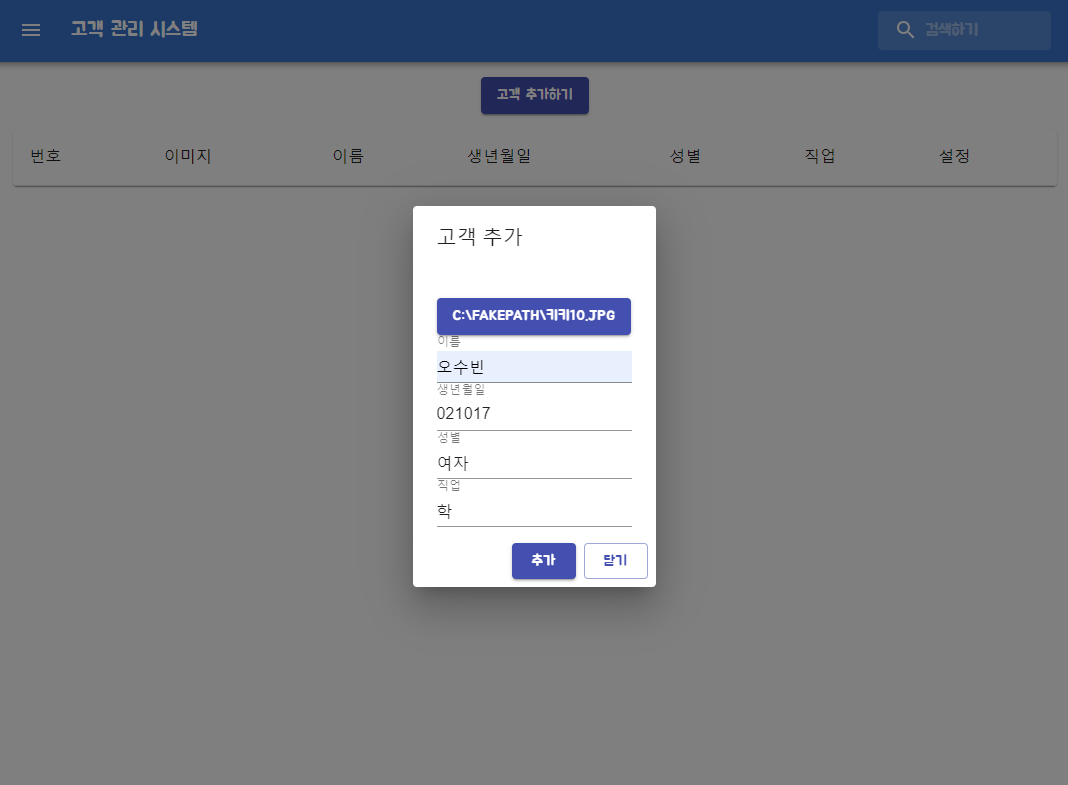 고객 관리 시스템
검색하기
고객 추가하기
번호 이미지 이름 생년월일 성별 직업 설정
고객 추가
C:\FAKEPATH\키키10.JPG
이름
오수빈
생년월일
021017
성별
여자
직업
학
추가 닫기